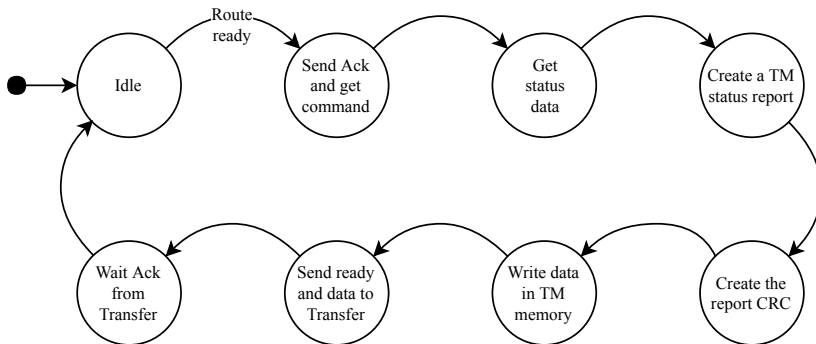 Route
ready
Idle
Send Ack
and get
command
Get
status
data
Create a TM
status report
Wait Ack
from
Transfer
Send ready
and data to
Transfer
Write data
in TM
memory
Create the
report CRC